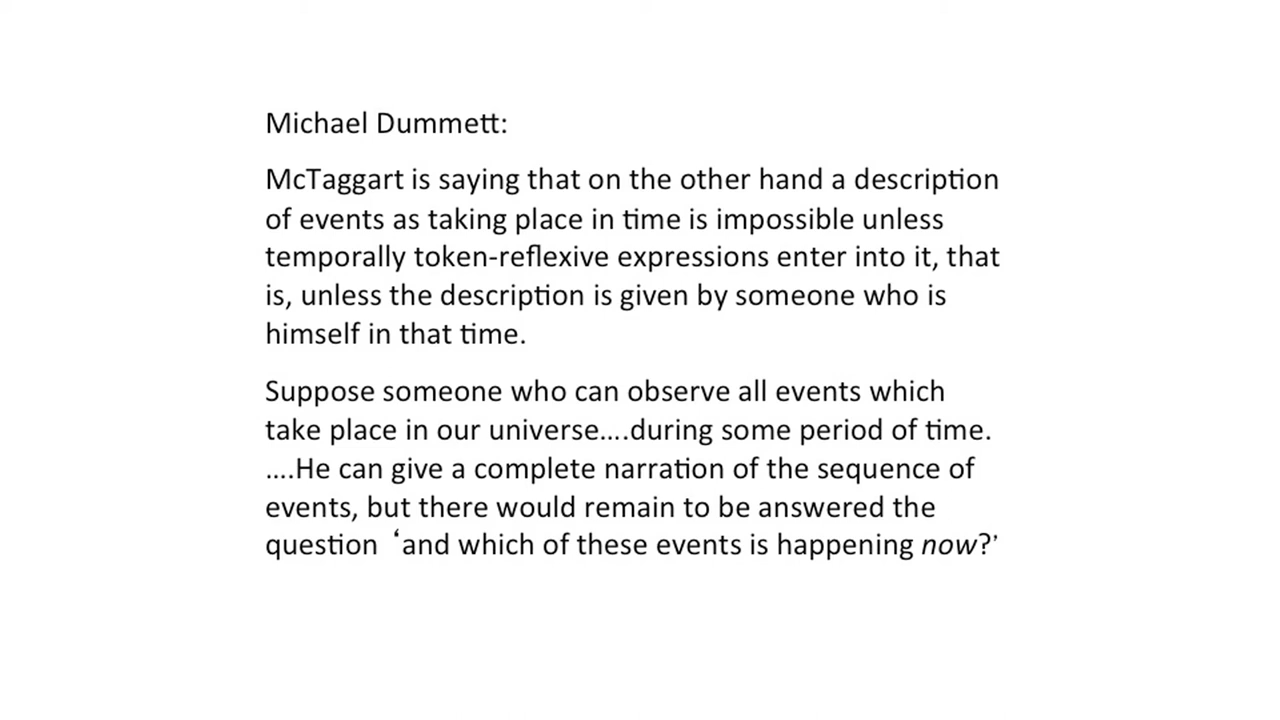 Michael Dummett:
McTaggart is saying that on the other hand a description
of events as taking place in time is impossible unless
temporally token-reflexive expressions enter into it, that
is, unless the description is given by someone who is
himself in that time.
Suppose someone who can observe all events which
take place in our universe….during some period of time.
….He can give a complete narration of the sequence of
events, but there would remain to be answered the
question ‘and which of these events is happening now?’